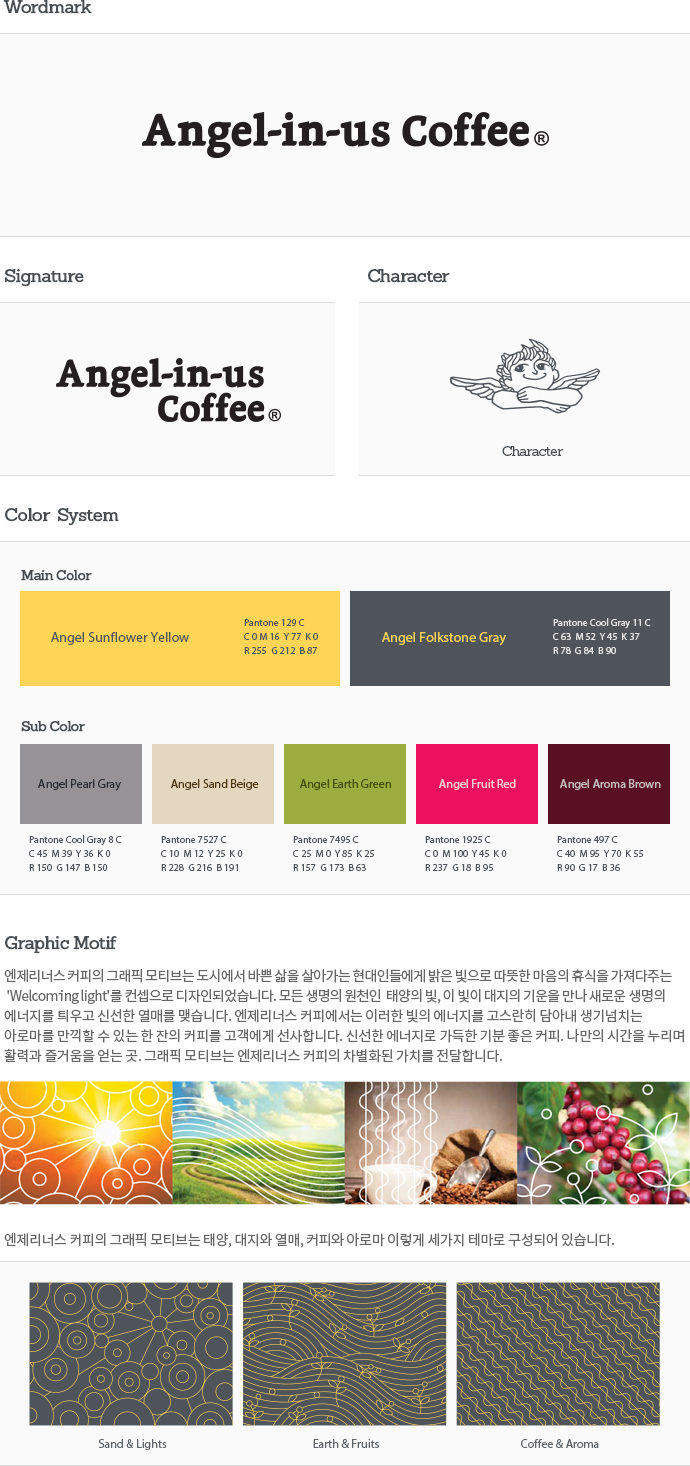 Wordmark
Angel-in-us Coffee®
Signature
Character
Angel-in-us
Coffee®
Character
Color System
Main Color
Angel Sunflower Yellow
Pantone 129 C
C 0 M 16 Y 77 K 0
R 255 G 212 B 87
Angel Folkstone Gray
Pantone Cool Gray 11 C
C 63 M 52 Y 45 K 37
R 78 G 84 B 90
Sub Color
Angel Pearl Gray
Angel Sand Beige
Angel Earth Green
Angel Fruit Red
Angel Aroma Brown
Pantone Cool Gray 8 C
C 45 M 39 Y 36 K 0
R 150 G 147 B 150
Pantone 7527 C
C 10 M 12 Y 25 K 0
R 228 G 216 B 191
Pantone 7495 C
C 25 M 0 Y 85 K 25
R 157 G 173 B 63
Pantone 1925 C
C 0 M 100 Y 45 K 0
R 237 G 18 B 95
Pantone 497 C
C 40 M 95 Y 70 K 55
R 90 G 17 B 36
Graphic Motif
엔제리너스 커피의 그래픽 모티브는 도시에서 바쁜 삶을 살아가는 현대인들에게 밝은 빛으로 따뜻한 마음의 휴식을 가져다주는
'Welcoming light'를 컨셉으로 디자인되었습니다. 모든 생명의 원천인 태양의 빛, 이 빛이 대지의 기운을 만나 새로운 생명의
에너지를 틔우고 신선한 열매를 맺습니다. 엔제리너스 커피에서는 이러한 빛의 에너지를 고스란히 담아내 생기넘치는
아로마를 만끽할 수 있는 한 잔의 커피를 고객에게 선사합니다. 신선한 에너지로 가득한 기분 좋은 커피. 나만의 시간을 누리며
활력과 즐거움을 얻는 곳. 그래픽 모티브는 엔제리너스 커피의 차별화된 가치를 전달합니다.
엔제리너스 커피의 그래픽 모티브는 태양, 대지와 열매, 커피와 아로마 이렇게 세가지 테마로 구성되어 있습니다.
Sand & Lights
Earth & Fruits
Coffee & Aroma